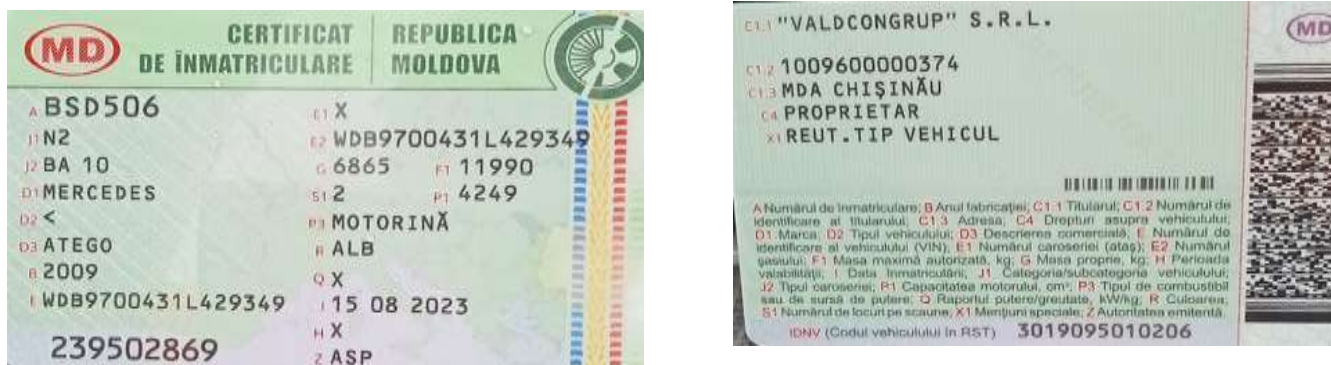 MD
CERTIFICAT DE ÎNMATRICULARE
REPUBLICA MOLDOVA
A BSD506
E1 X
J1 N2
E2 WDB9700431L429349
J2 BA 10
G 6865 F1 11990
D1 MERCEDES
S1 2 P1 4249
D2 <
P3 MOTORINĂ
D3 ATEGO
R ALB
B 2009
Q X
E WDB9700431L429349
I 15 08 2023
H X
239502869
Z ASP
C1.1 "VALDCONGRUP" S.R.L.
MD
C1.2 1009600000374
C1.3 MDA CHIŞINĂU
C4 PROPRIETAR
X1 REUT.TIP VEHICUL
A Numărul de înmatriculare; B Anul fabricaţiei; C1.1 Titularul; C1.2 Numărul de
identificare al titularului; C1.3 Adresa; C4 Drepturi asupra vehiculului;
D1 Marca; D2 Tipul vehiculului; D3 Descrierea comercială; E Numărul de
identificare al vehiculului (VIN); E1 Numărul caroseriei (ataş); E2 Numărul
şasiului; F1 Masa maximă autorizată, kg; G Masa proprie, kg; H Perioada
valabilităţii; I Data înmatriculării; J1 Categoria/subcategoria vehiculului;
J2 Tipul caroseriei; P1 Capacitatea motorului, cm³; P3 Tipul de combustibil
sau de sursă de putere; Q Raportul putere/greutate, kW/kg; R Culoarea;
S1 Numărul de locuri pe scaune; X1 Menţiuni speciale; Z Autoritatea emitentă.
IDNV (Codul vehiculului în RST) 3019095010206